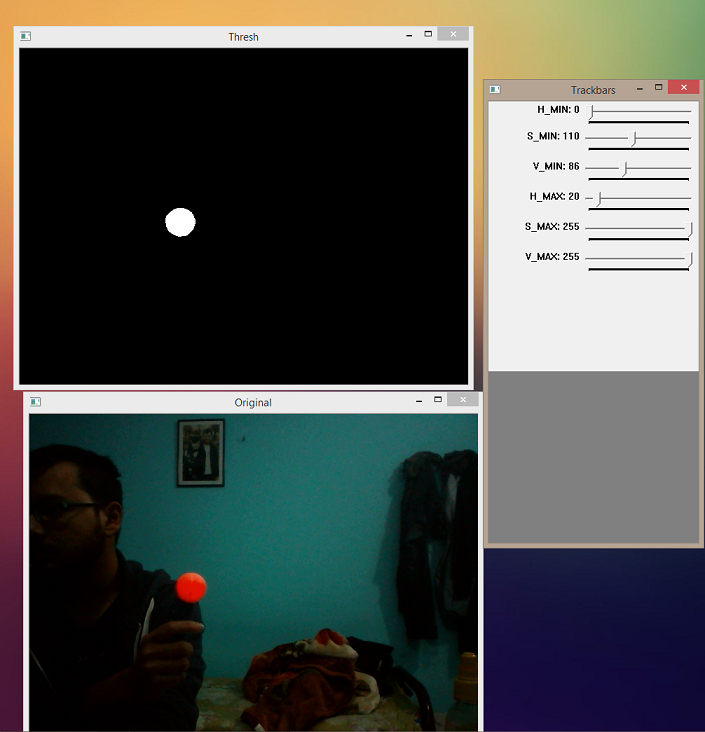 Thresh
Trackbars
H_MIN: 0
S_MIN: 110
V_MIN: 86
H_MAX: 20
S_MAX: 255
V_MAX: 255
Original